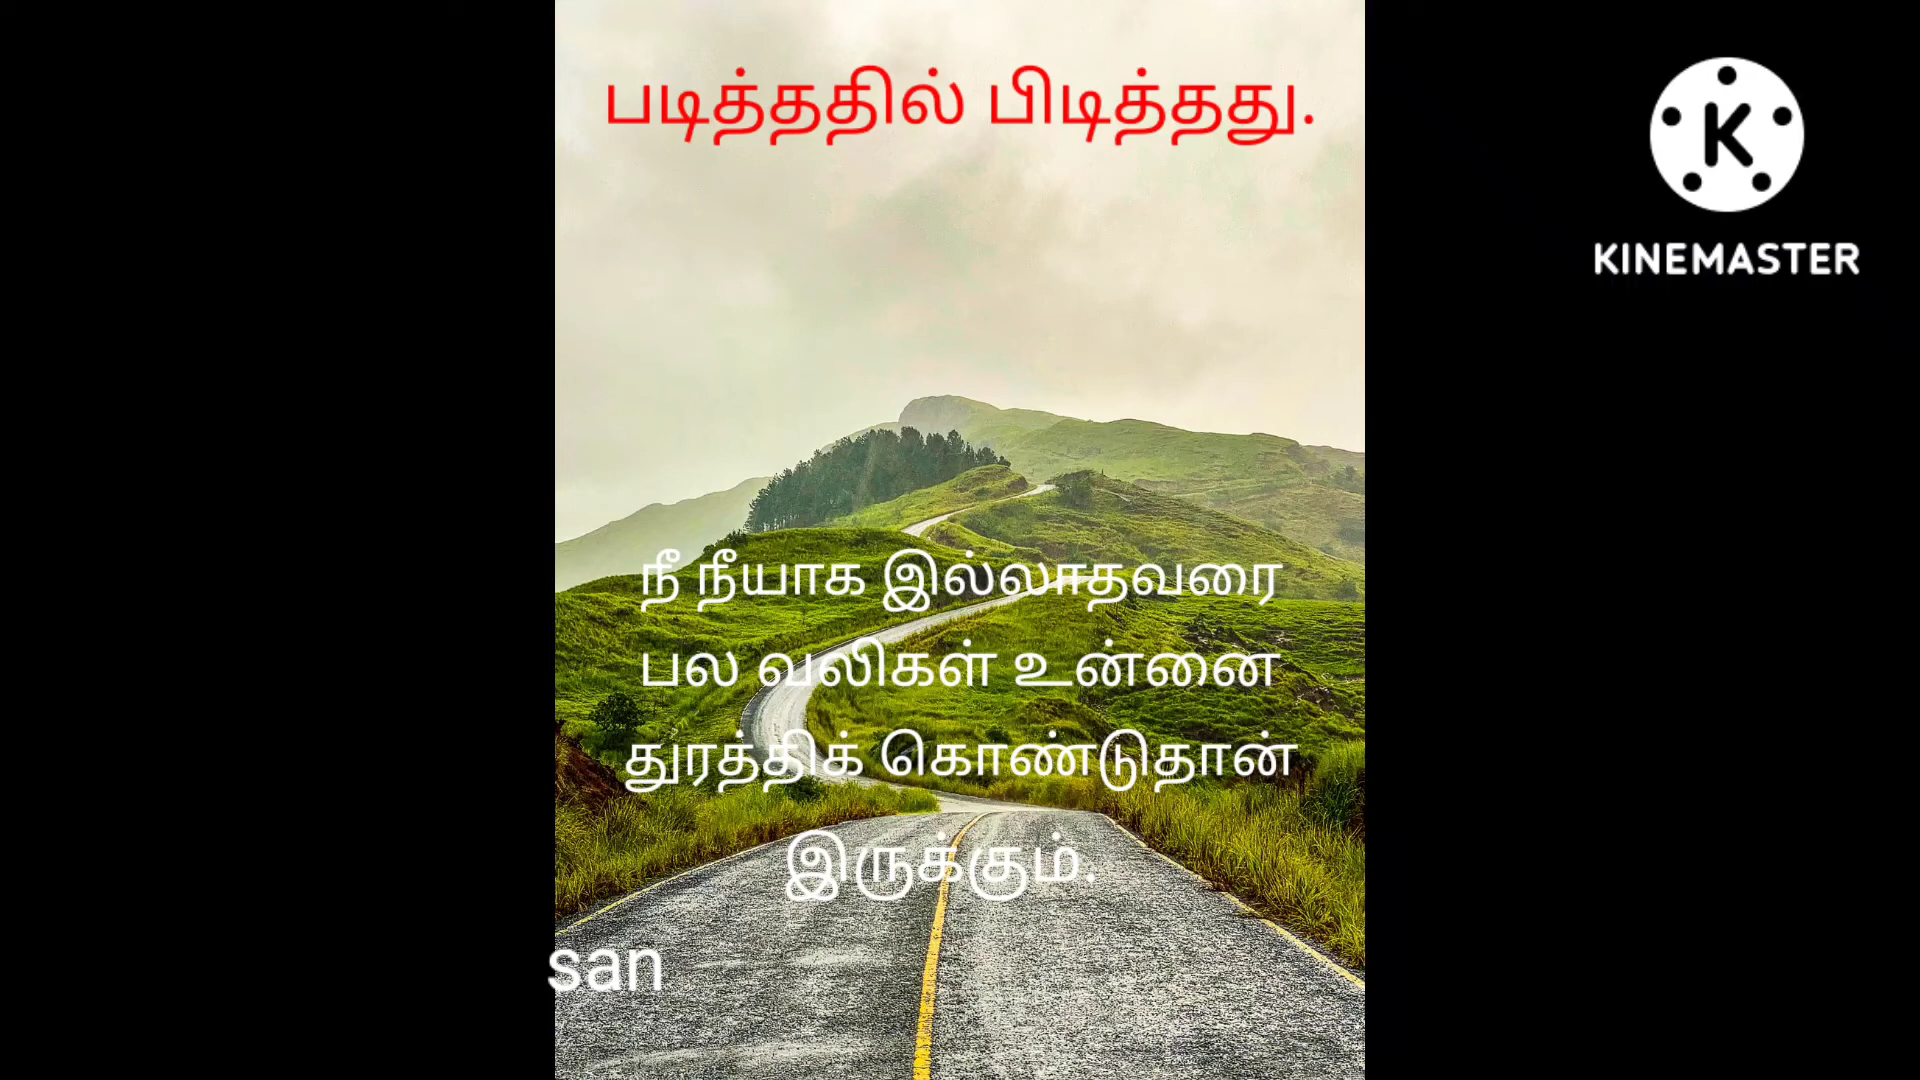 படித்ததில் பிடித்தது.
KINEMASTER
நீ நீயாக இல்லாதவரை
பல வலிகள் உன்னை
துரத்திக் கொண்டுதான்
இருக்கும்.
san